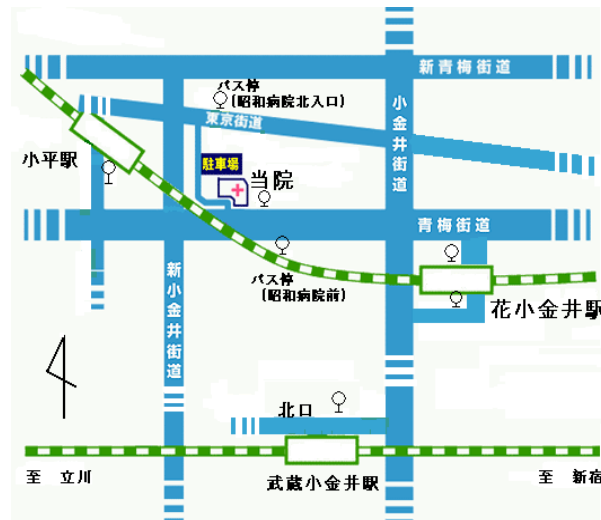 新青梅街道
バス停
(昭和病院北入口)
東京街道
小金井街道
小平駅
駐車場
当院
青梅街道
新小金井街道
バス停
(昭和病院前)
花小金井駅
北口
武蔵小金井駅
至 立川
至 新宿